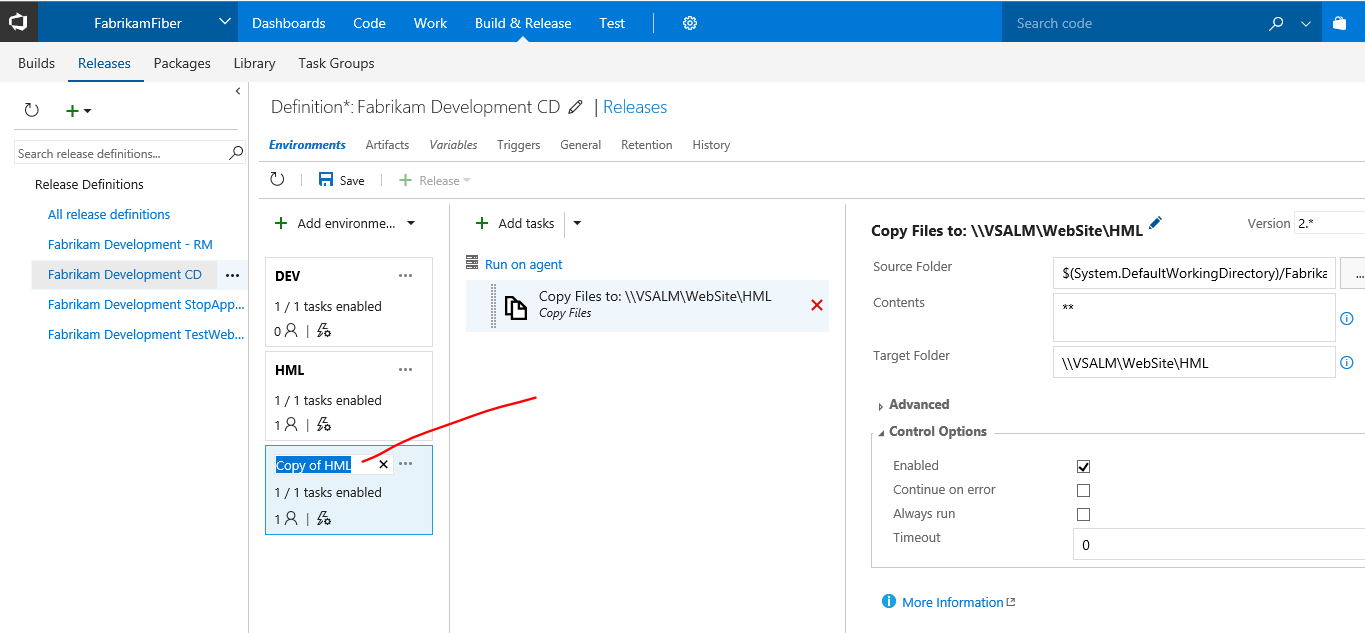 FabrikamFiber Dashboards Code Work Build & Release Test Search code
Builds Releases Packages Library Task Groups
Definition*: Fabrikam Development CD | Releases
Environments Artifacts Variables Triggers General Retention History
Save Release
Search release definitions...
Release Definitions
All release definitions
Fabrikam Development - RM
Fabrikam Development CD ...
Fabrikam Development StopApp...
Fabrikam Development TestWeb...
Add environme...
DEV
1 / 1 tasks enabled
0 |
HML
1 / 1 tasks enabled
1 |
Copy of HML
1 / 1 tasks enabled
1 |
Add tasks
Run on agent
Copy Files to: \\VSALM\WebSite\HML
Copy Files
Copy Files to: \\VSALM\WebSite\HML
Version 2.*
Source Folder $(System.DefaultWorkingDirectory)/Fabrika ...
Contents **
Target Folder \\VSALM\WebSite\HML
Advanced
Control Options
Enabled
Continue on error
Always run
Timeout 0
More Information